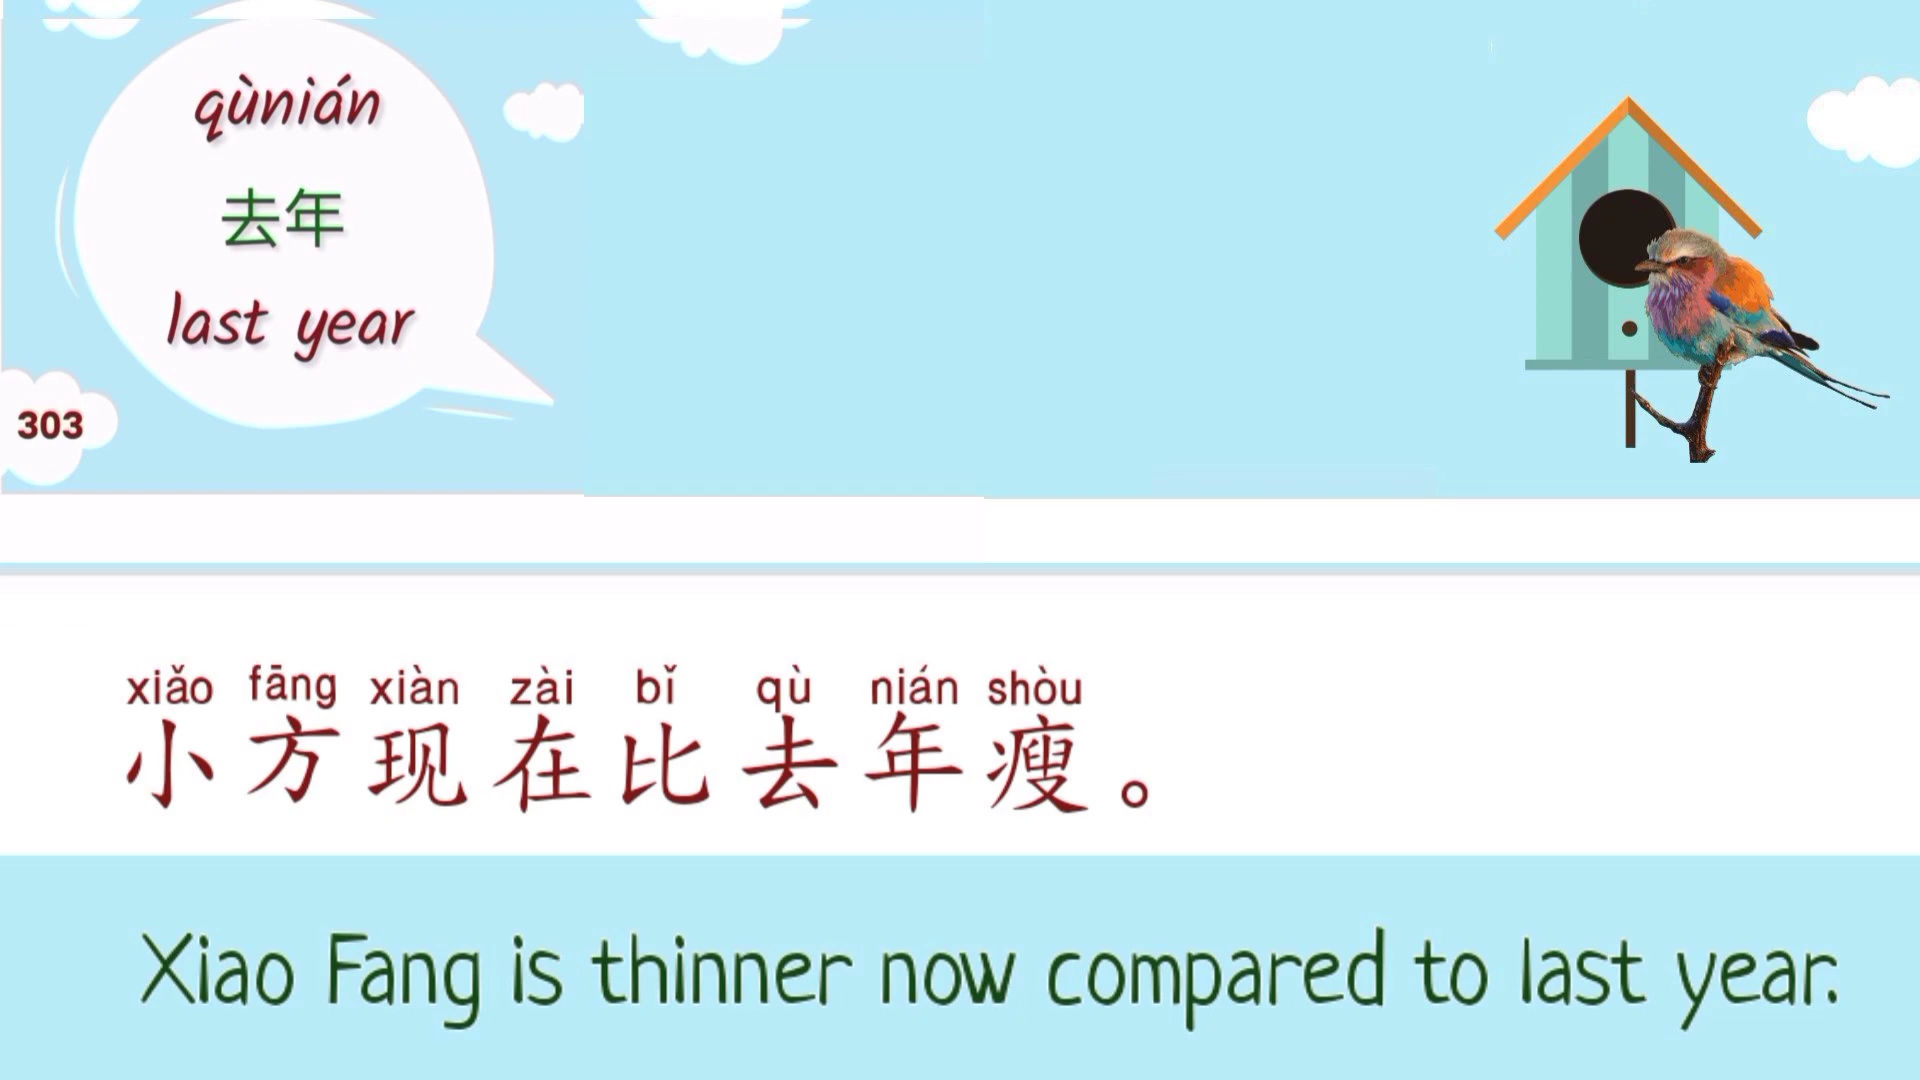 qùnián
去年
last year
303
xiǎo fāng xiàn zài bǐ qù nián shòu
小方现在比去年瘦。
Xiao Fang is thinner now compared to last year.